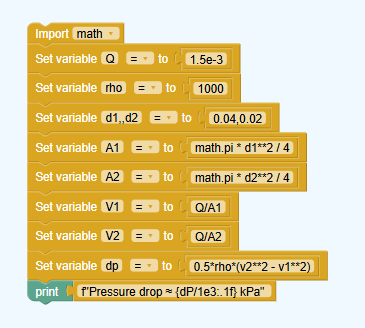 Import math
Set variable Q = to 1.5e-3
Set variable rho = to 1000
Set variable d1,,d2 = to 0.04,0.02
Set variable A1 = to math.pi * d1**2 / 4
Set variable A2 = to math.pi * d2**2 / 4
Set variable V1 = to Q/A1
Set variable V2 = to Q/A2
Set variable dp = to 0.5*rho*(v2**2 - v1**2)
print f"Pressure drop ≈ {dP/1e3:.1f} kPa"